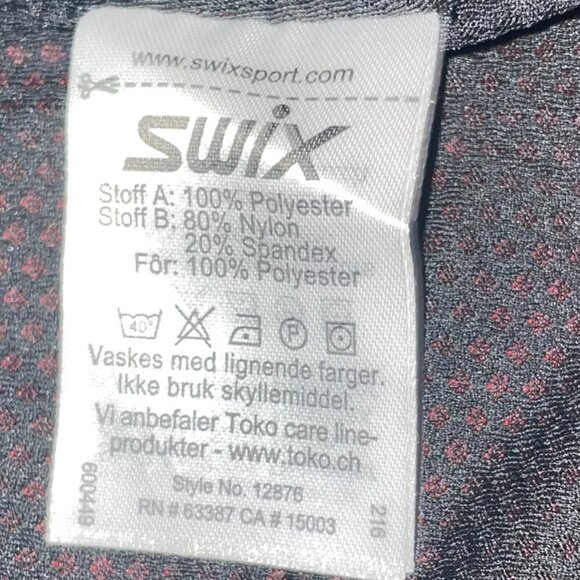 www.swixsport.com
SWIX
Stoff A: 100% Polyester
Stoff B: 80% Nylon
20% Spandex
Fôr: 100% Polyester
40°
P
Vaskes med lignende farger.
Ikke bruk skyllemiddel.
Vi anbefaler Toko care line-
produkter - www.toko.ch
Style No. 12876
RN # 63387 CA # 15003
600449
216